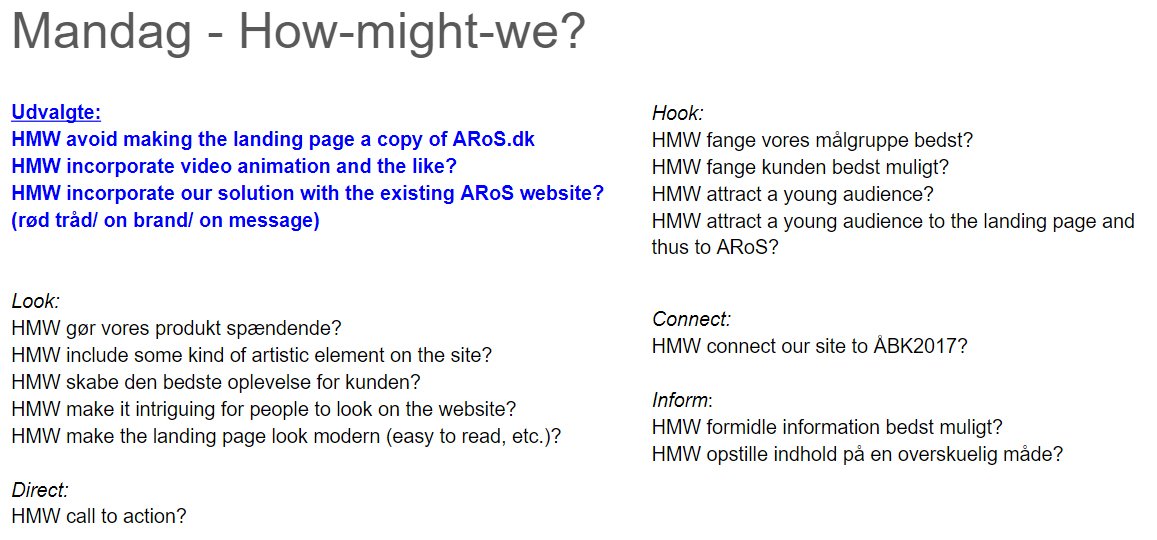 Mandag - How-might-we?
Udvalgte:
HMW avoid making the landing page a copy of ARoS.dk
HMW incorporate video animation and the like?
HMW incorporate our solution with the existing ARoS website?
(rød tråd/ on brand/ on message)
Look:
HMW gør vores produkt spændende?
HMW include some kind of artistic element on the site?
HMW skabe den bedste oplevelse for kunden?
HMW make it intriguing for people to look on the website?
HMW make the landing page look modern (easy to read, etc.)?
Direct:
HMW call to action?
Hook:
HMW fange vores målgruppe bedst?
HMW fange kunden bedst muligt?
HMW attract a young audience?
HMW attract a young audience to the landing page and
thus to ARoS?
Connect:
HMW connect our site to ÅBK2017?
Inform:
HMW formidle information bedst muligt?
HMW opstille indhold på en overskuelig måde?